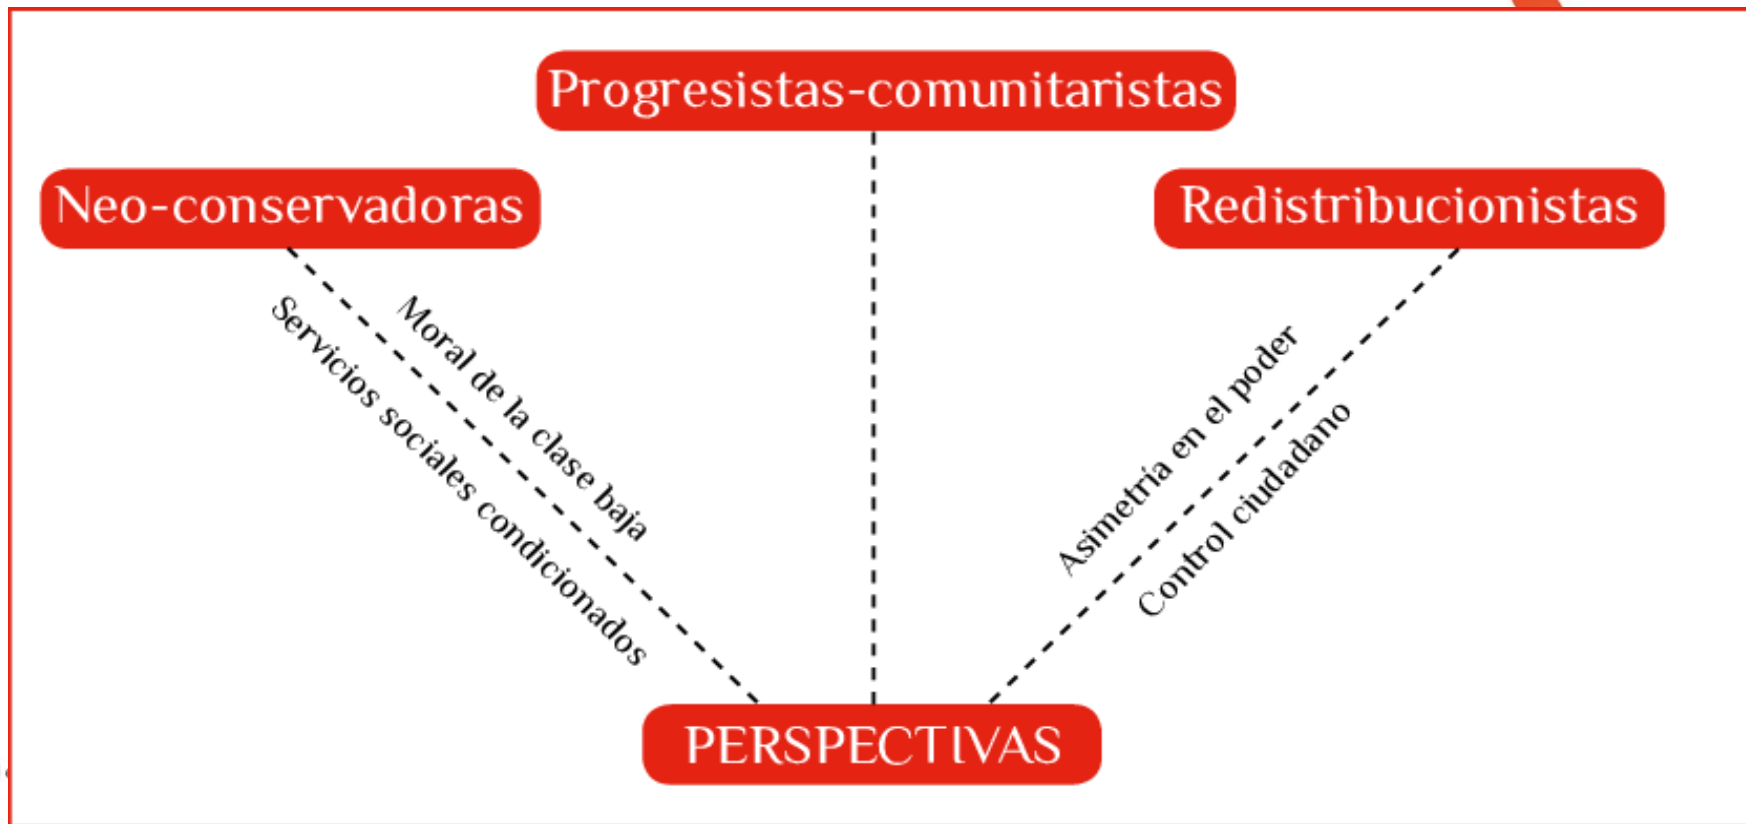 Progresistas-comunitaristas
Neo-conservadoras
Redistribucionistas
Moral de la clase baja
Servicios sociales condicionados
Asimetría en el poder
Control ciudadano
PERSPECTIVAS